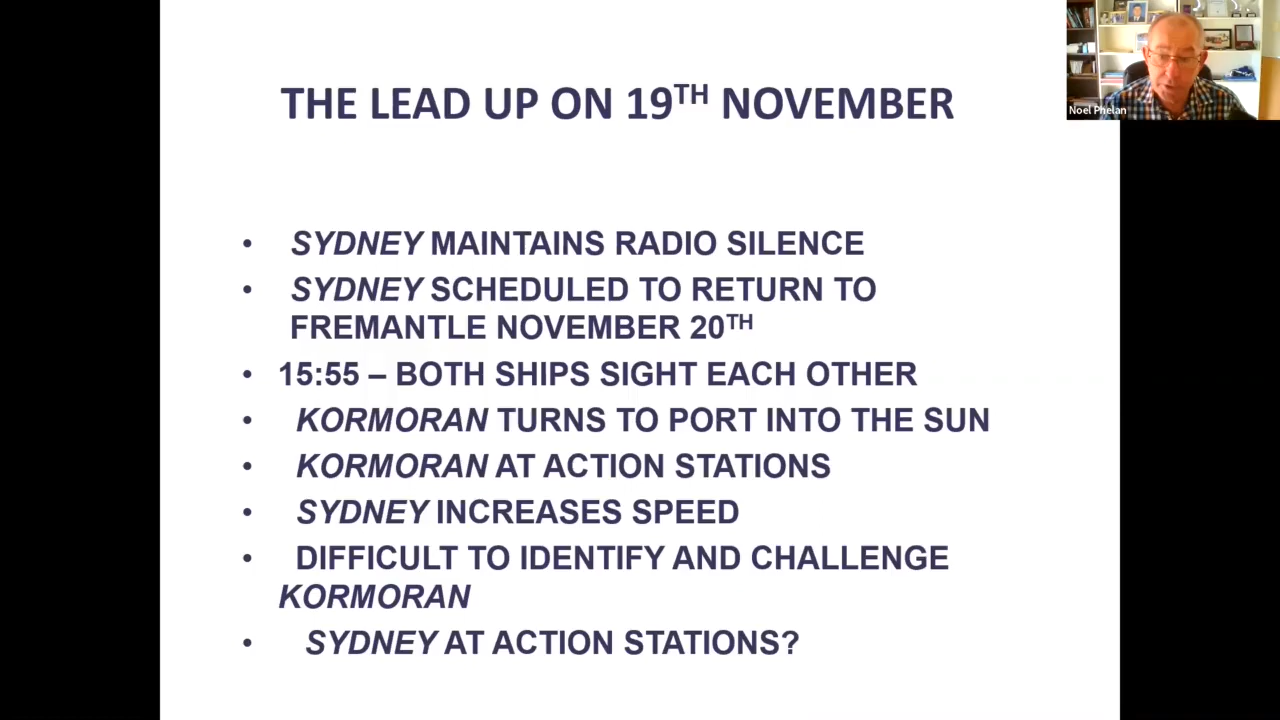 THE LEAD UP ON 19TH NOVEMBER
Noel Phelan
• SYDNEY MAINTAINS RADIO SILENCE
• SYDNEY SCHEDULED TO RETURN TO
FREMANTLE NOVEMBER 20TH
• 15:55 – BOTH SHIPS SIGHT EACH OTHER
• KORMORAN TURNS TO PORT INTO THE SUN
• KORMORAN AT ACTION STATIONS
• SYDNEY INCREASES SPEED
• DIFFICULT TO IDENTIFY AND CHALLENGE
KORMORAN
• SYDNEY AT ACTION STATIONS?